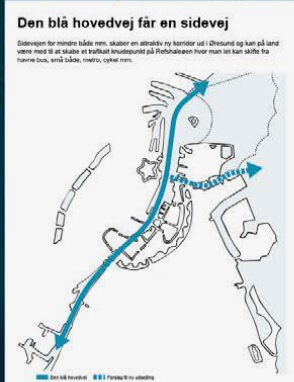 Den blå hovedvej får en sidevej
Sidevejen for mindre både mm. skaber en attraktiv ny korridor ud i Øresund og kan på land
være med til at skabe et trafikalt knudepunkt på Refshaleøen hvor man let kan skifte fra
havne bus, små både, metro, cykel mm.
Den blå hovedvej Forslag til ny udledning